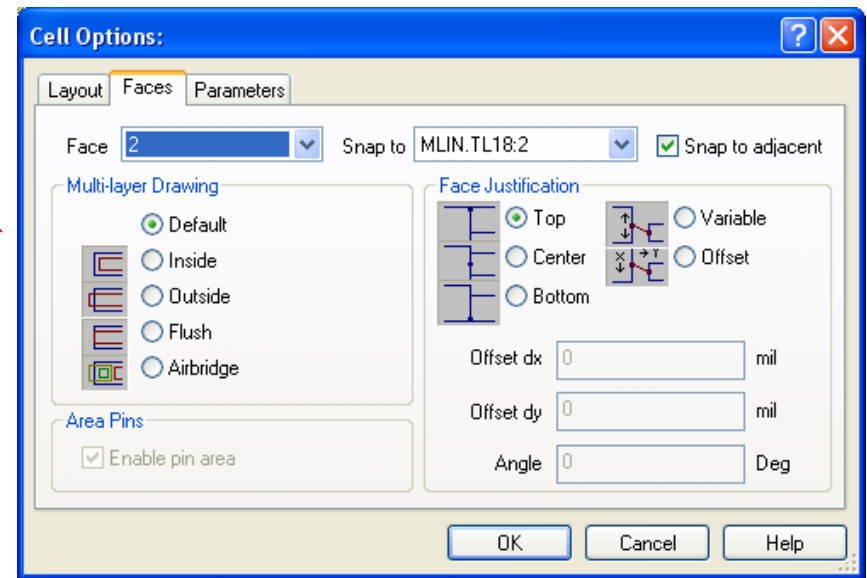 Cell Options:
Layout Faces Parameters
Face 2 Snap to MLIN.TL18:2 Snap to adjacent
Multi-layer Drawing
Default
Inside
Outside
Flush
Airbridge
Area Pins
Enable pin area
Face Justification
Top
Center
Bottom
Variable
X Y Offset
Offset dx 0 mil
Offset dy 0 mil
Angle 0 Deg
OK Cancel Help